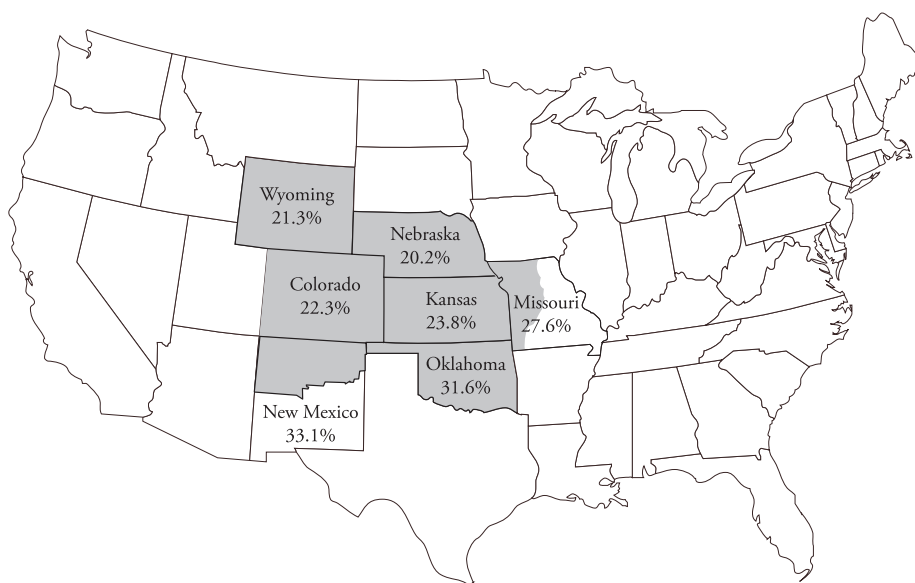 Wyoming
21.3%
Nebraska
20.2%
Colorado
22.3%
Kansas
23.8%
Missouri
27.6%
Oklahoma
31.6%
New Mexico
33.1%